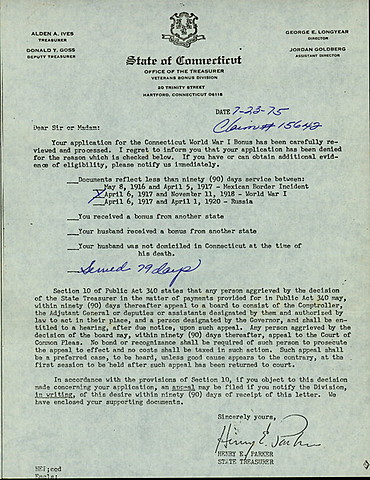 ALDEN A. IVES
TREASURER
DONALD Y. GOSS
DEPUTY TREASURER
GEORGE E. LONGYEAR
DIRECTOR
JORDAN GOLDBERG
ASSISTANT DIRECTOR
State of Connecticut
OFFICE OF THE TREASURER
VETERANS BONUS DIVISION
20 TRINITY STREET
HARTFORD, CONNECTICUT 06115
DATE 7-23-75
Claim# 15642
Dear Sir or Madam:
Your application for the Connecticut World War I Bonus has been carefully re-
viewed and processed. I regret to inform you that your application has been denied
for the reason which is checked below. If you have or can obtain additional evid-
ence of eligibility, please notify us immediately.
Documents reflect less than ninety (90) days service between:
May 8, 1916 and April 5, 1917 - Mexican Border Incident
X April 6, 1917 and November 11, 1918 - World War I
April 6, 1917 and April 1, 1920 - Russia
You received a bonus from another state
Your husband received a bonus from another state
Your husband was not domiciled in Connecticut at the time of
his death.
Served 79 days
Section 10 of Public Act 340 states that any person aggrieved by the
decision of the State Treasurer in the matter of payments provided for in Public Act 340 may,
within ninety (90) days thereafter appeal to a board to consist of the Comptroller,
the Adjutant General or deputies or assistants designated by them and authorized by
law to act in their place, and a person designated by the Governor, and shall be en-
titled to a hearing, after due notice, upon such appeal. Any person aggrieved by the
decision of the board may, within ninety (90) days thereafter, appeal to the Court of
Common Pleas. No bond or recognizance shall be required of such person to prosecute
the appeal to effect and no costs shall be taxed in such action. Such appeal shall
be a preferred case, to be heard, unless good cause appears to the contrary, at the
first session to be held after such appeal has been returned to court.
In accordance with the provisions of Section 10, if you object to this decision
made concerning your application, an appeal may be filed if you notify the Division,
in writing, of this desire within ninety (90) days of receipt of this letter. We
have enclosed your supporting documents.
Sincerely yours,
Henry E. Parker
HENRY E. PARKER
STATE TREASURER
HEP:ced
Encls: